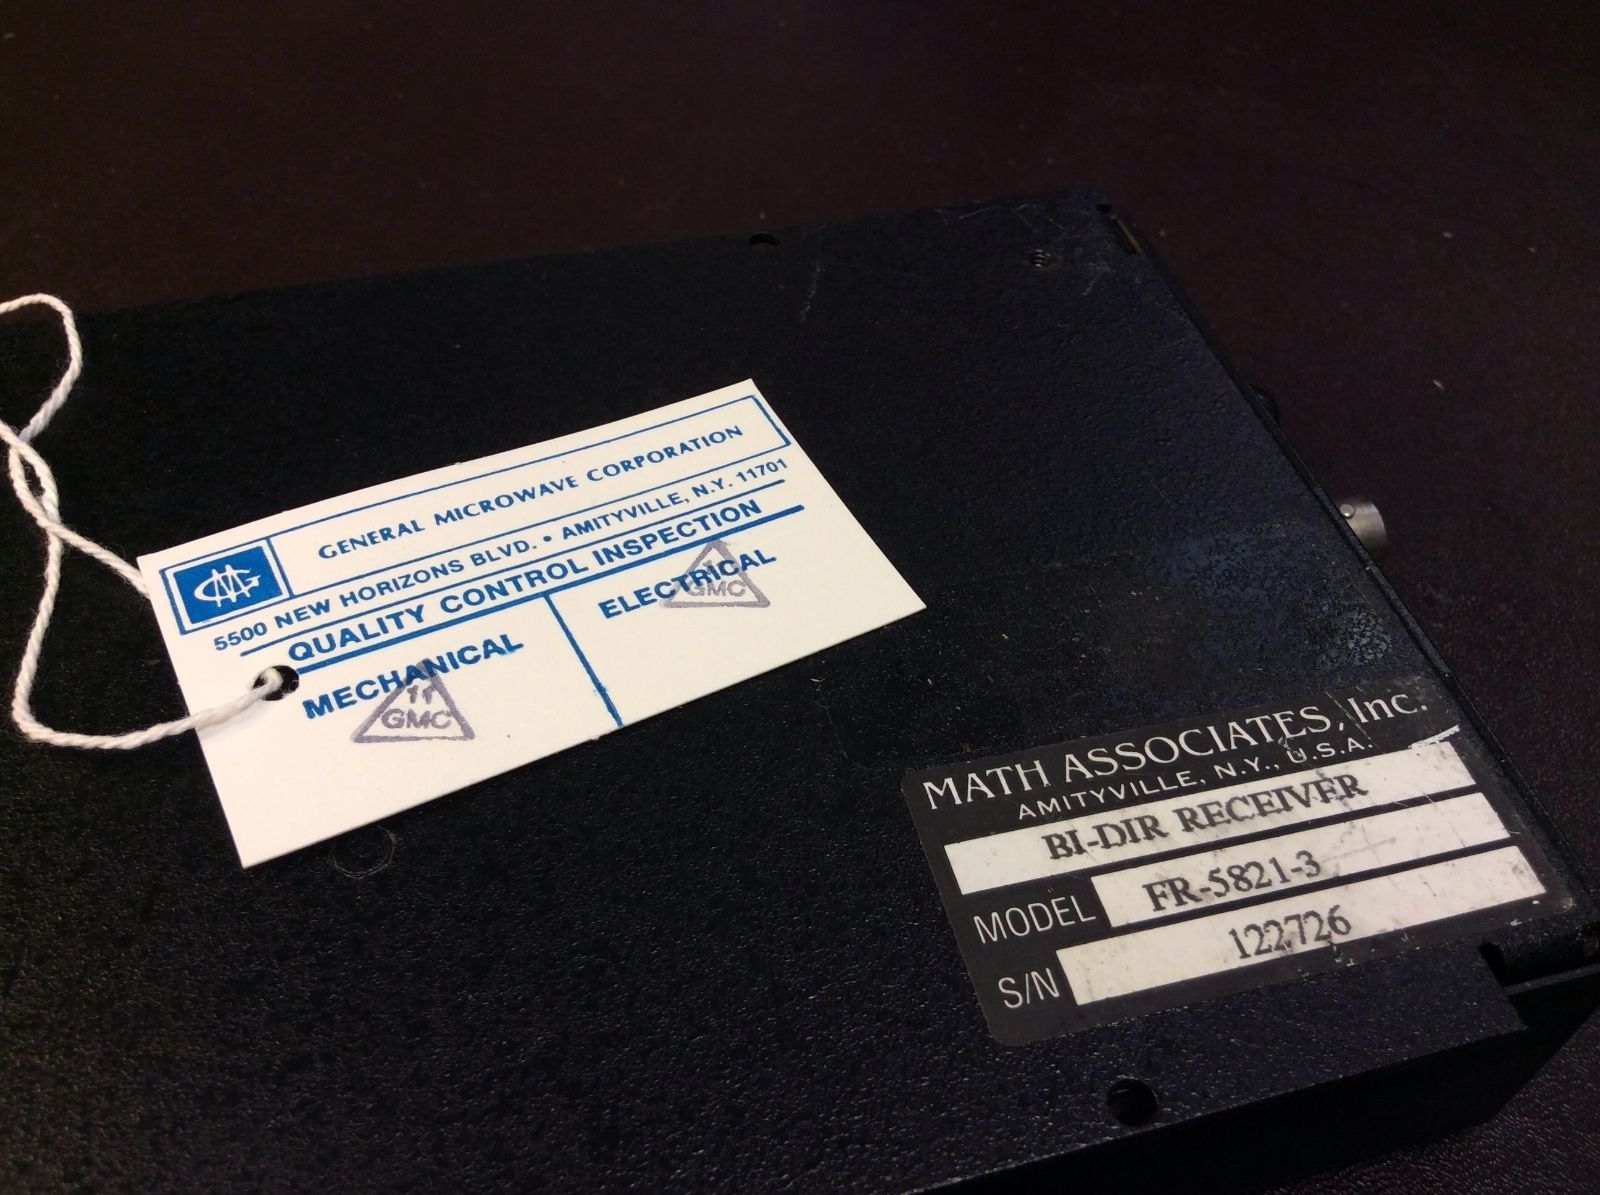 GENERAL MICROWAVE CORPORATION
5500 NEW HORIZONS BLVD. • AMITYVILLE, N.Y. 11701
QUALITY CONTROL INSPECTION
MECHANICAL
11
GMC
ELECTRICAL
GMC
MATH ASSOCIATES, Inc.
AMITYVILLE, N.Y., U.S.A.
BI-DIR RECEIVER
MODEL FR-5821-3
S/N 122726